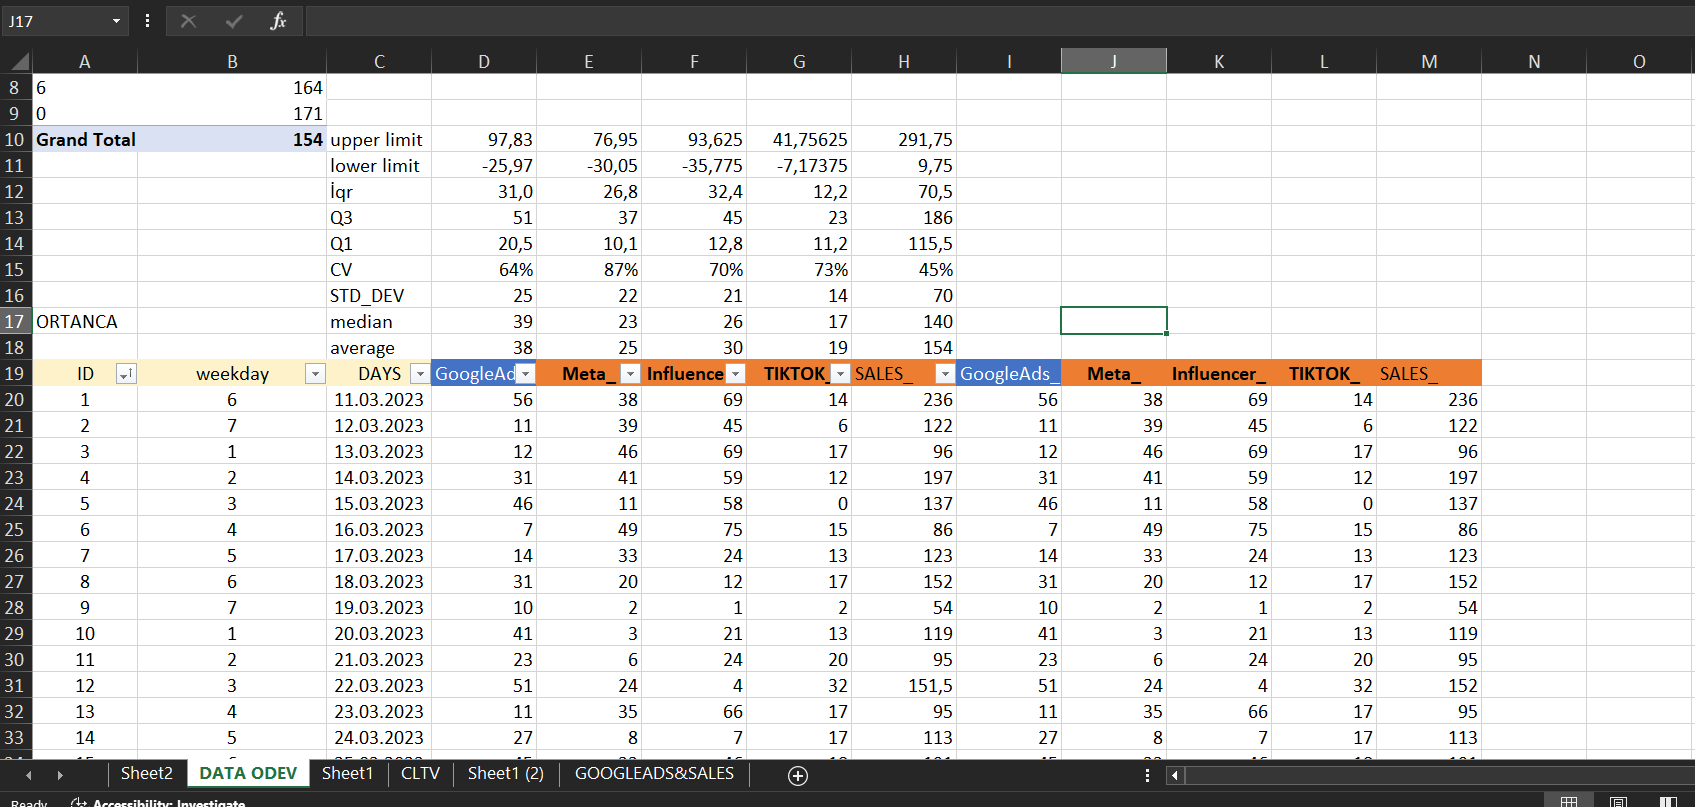 J17 fx
A B C D E F G H I J K L M N O
8 6 164
9 0 171
10 Grand Total 154 upper limit 97,83 76,95 93,625 41,75625 291,75
11 lower limit -25,97 -30,05 -35,775 -7,17375 9,75
12 İqr 31,0 26,8 32,4 12,2 70,5
13 Q3 51 37 45 23 186
14 Q1 20,5 10,1 12,8 11,2 115,5
15 CV 64% 87% 70% 73% 45%
16 STD_DEV 25 22 21 14 70
17 ORTANCA median 39 23 26 17 140
18 average 38 25 30 19 154
19 ID weekday DAYS GoogleAd Meta_ Influence TIKTOK_ SALES_ GoogleAds_ Meta_ Influencer_ TIKTOK_ SALES_
20 1 6 11.03.2023 56 38 69 14 236 56 38 69 14 236
21 2 7 12.03.2023 11 39 45 6 122 11 39 45 6 122
22 3 1 13.03.2023 12 46 69 17 96 12 46 69 17 96
23 4 2 14.03.2023 31 41 59 12 197 31 41 59 12 197
24 5 3 15.03.2023 46 11 58 0 137 46 11 58 0 137
25 6 4 16.03.2023 7 49 75 15 86 7 49 75 15 86
26 7 5 17.03.2023 14 33 24 13 123 14 33 24 13 123
27 8 6 18.03.2023 31 20 12 17 152 31 20 12 17 152
28 9 7 19.03.2023 10 2 1 2 54 10 2 1 2 54
29 10 1 20.03.2023 41 3 21 13 119 41 3 21 13 119
30 11 2 21.03.2023 23 6 24 20 95 23 6 24 20 95
31 12 3 22.03.2023 51 24 4 32 151,5 51 24 4 32 152
32 13 4 23.03.2023 11 35 66 17 95 11 35 66 17 95
33 14 5 24.03.2023 27 8 7 17 113 27 8 7 17 113
Sheet2 DATA ODEV Sheet1 CLTV Sheet1 (2) GOOGLEADS&SALES
Ready Accessibility: Investigate